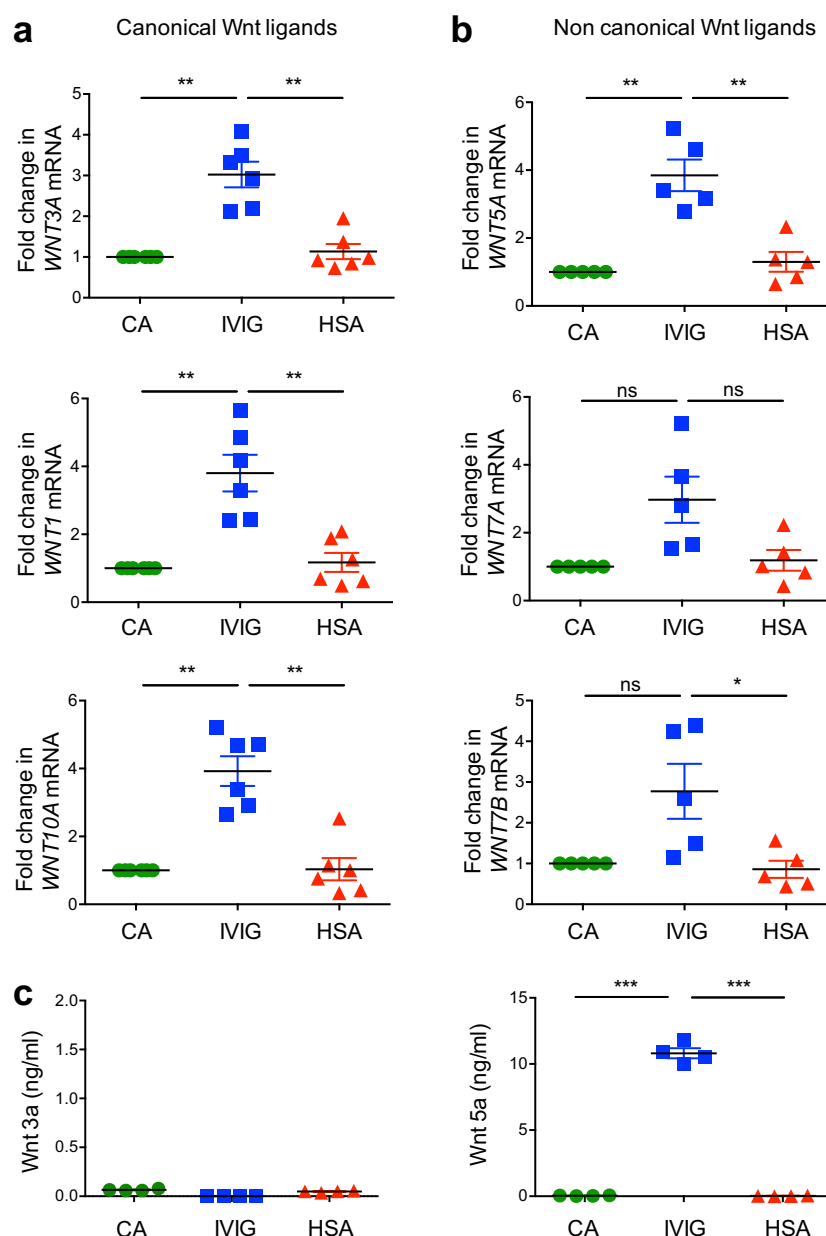 a
Canonical Wnt ligands
b
Non canonical Wnt ligands
Fold change in
WNT3A mRNA
5
4
3
2
1
0
** **
CA IVIG HSA
Fold change in
WNT5A mRNA
6
4
2
0
** **
CA IVIG HSA
Fold change in
WNT1 mRNA
6
4
2
0
** **
CA IVIG HSA
Fold change in
WNT7A mRNA
6
4
2
0
ns ns
CA IVIG HSA
Fold change in
WNT10A mRNA
6
4
2
0
** **
CA IVIG HSA
Fold change in
WNT7B mRNA
5
4
3
2
1
0
ns *
CA IVIG HSA
c
Wnt 3a (ng/ml)
2.0
1.5
1.0
0.5
0.0
CA IVIG HSA
Wnt 5a (ng/ml)
15
10
5
0
*** ***
CA IVIG HSA